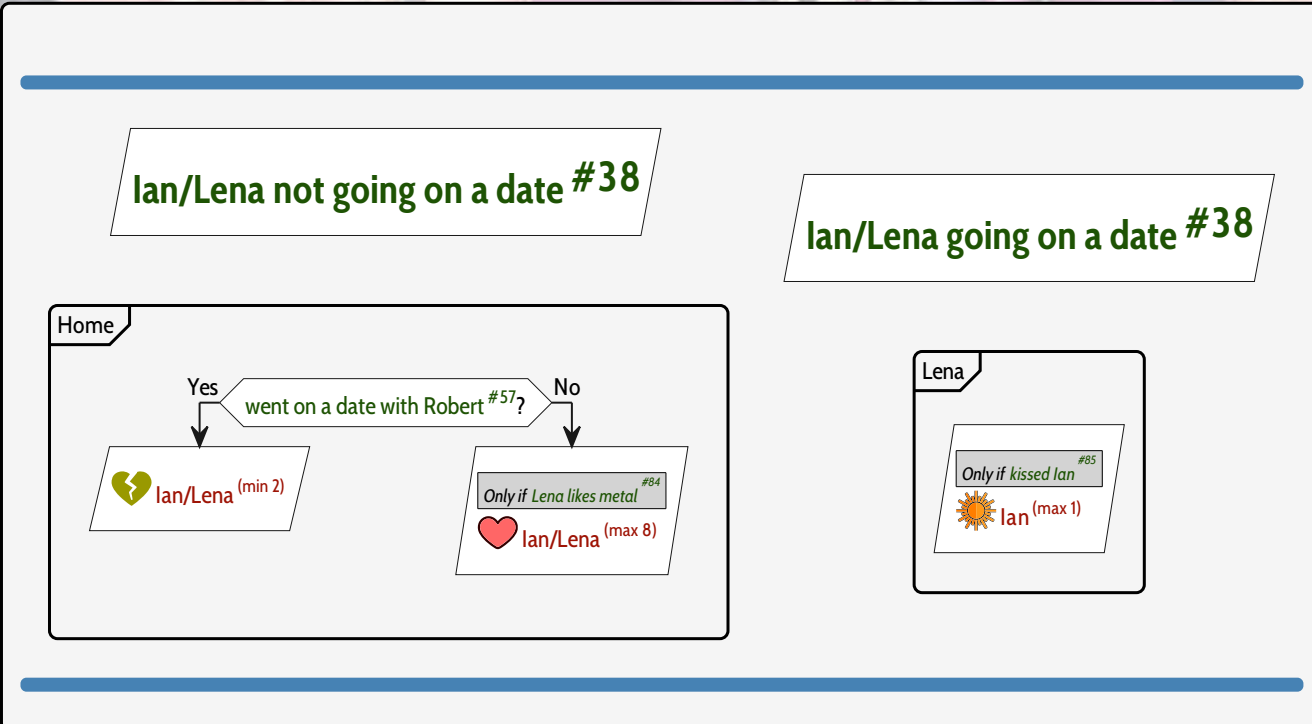 Ian/Lena not going on a date #38
Ian/Lena going on a date #38
Home
Yes
went on a date with Robert #57?
No
Ian/Lena (min 2)
Only if Lena likes metal #84
Ian/Lena (max 8)
Lena
Only if kissed Ian #85
Ian (max 1)